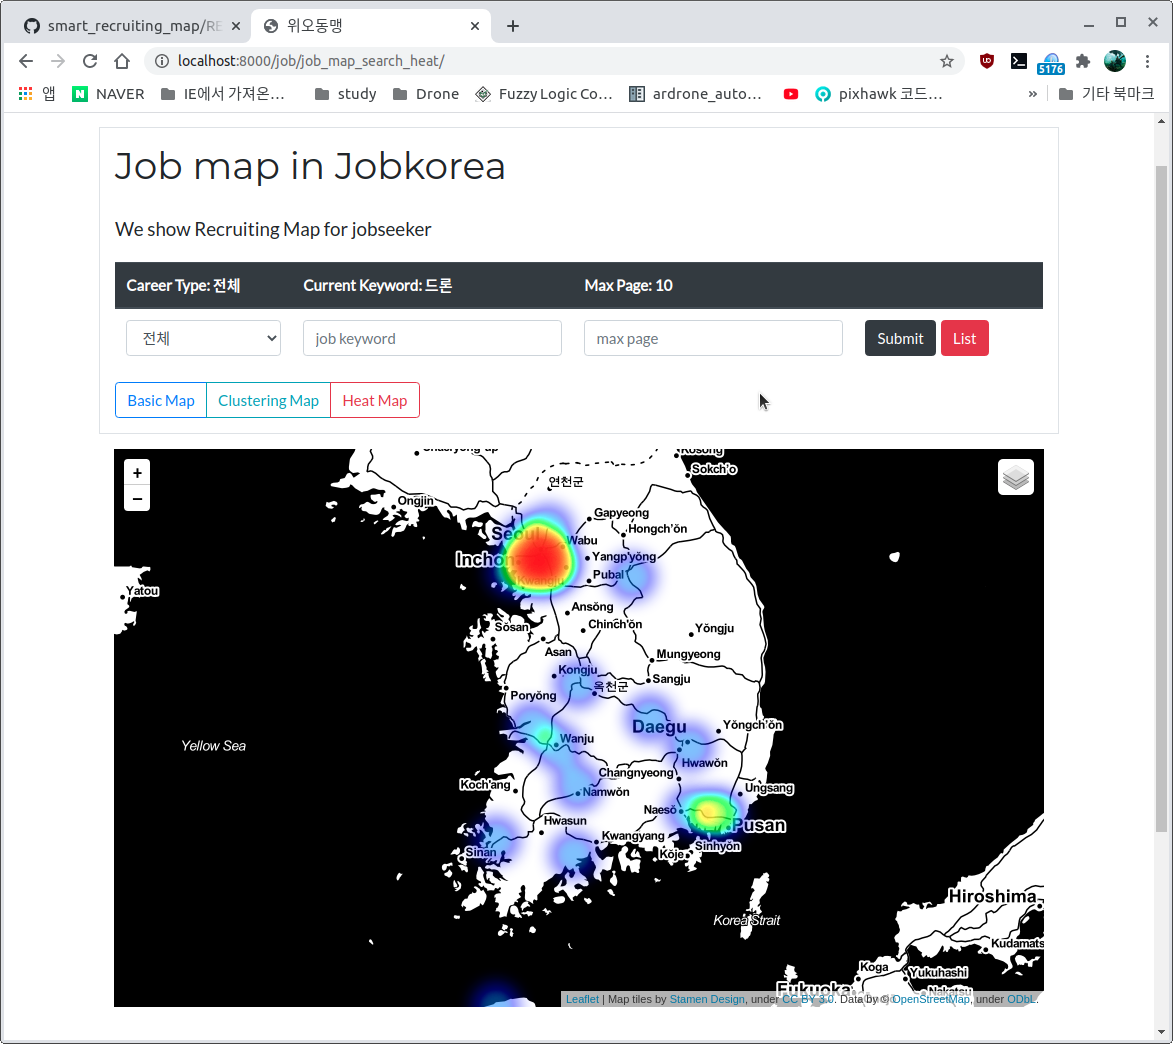 smart_recruiting_map/RE
위오동맹
localhost:8000/job/job_map_search_heat/
5176
앱
NAVER
IE에서 가져온...
study
Drone
Fuzzy Logic Co...
ardrone_auto...
pixhawk 코드...
»
기타 북마크
Job map in Jobkorea
We show Recruiting Map for jobseeker
Career Type: 전체 Current Keyword: 드론 Max Page: 10
전체 job keyword max page Submit List
Basic Map Clustering Map Heat Map
+
−
Kosong
Sokch'o
연천군
Ongjin
Gapyeong
Hongch'ŏn
Seoul
Wabu
Inchon
Yangp'yŏng
Pubal
Kwangju
Yatou
Ansŏng
Chinch'ŏn
Sŏsan
Yŏngju
Asan
Mungyeong
Kongju
Sangju
옥천군
Poryŏng
Daegu
Yŏngch'ŏn
Wanju
Yellow Sea
Hwawŏn
Changnyeong
Koch'ang
Namwŏn
Ungsang
Naesŏ
Hwasun
Pusan
Kwangyang
Sinhyŏn
Sinan
Kŏje
Hiroshima
Korea Strait
Kudamats
Koga
Yukuhashi
Fukuoka
Nakatsu
Leaflet | Map tiles by Stamen Design, under CC BY 3.0. Data by © OpenStreetMap, under ODbL.